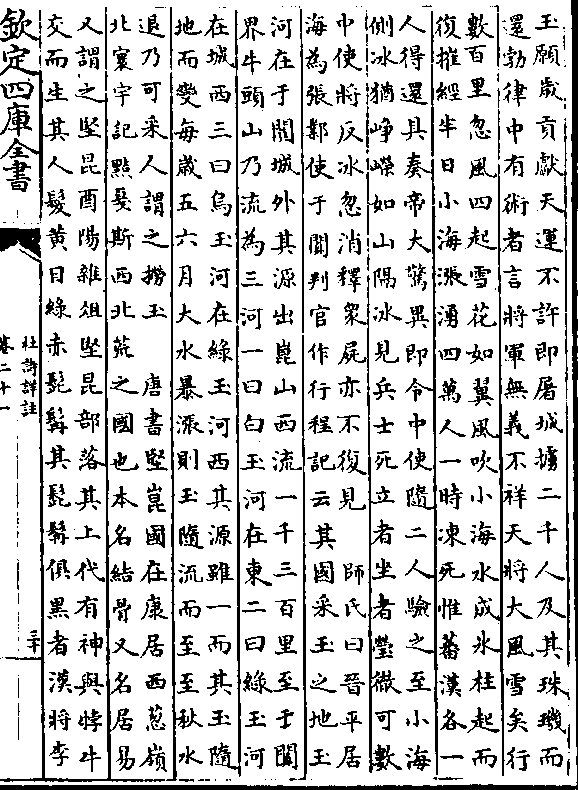 玉願歲貢獻天運不許即屠城擄二千人及其珠璣而
還勃律中有術者言將軍無義不祥天將大風雪矣行
數百里忽風四起雪花如翼風吹小海水成氷柱起而
復摧經半日小海漲湧四萬人一時凍死惟蕃漢各一
人得還具奏帝大驚異即令中使隨二人驗之至小海
側冰猶崢嶸如山隔冰見兵士死立者坐者瑩徹可數
中使將反冰忽消釋衆屍亦不復見　師氏曰晉平居
海為張鄴使于闐判官作行程記云其國采玉之地玉
河在于闐城外其源出崑山西流一千三百里至于闐
界牛頭山乃流為三河一曰白玉河在東二曰綠玉河
在城西三曰烏玉河在綠玉河西其源雖一而其玉隨
地而變每歲五六月大水暴漲則玉隨流而至至秋水
退乃可采人謂之撈玉　唐書堅崑國在康居西葱嶺
北寰宇記㸃戛斯西北荒之國也本名結骨又名居易
又謂之堅昆酉陽雜俎堅昆部落其上代有神與㹀牛
交而生其人髮黄目綠赤髭髯其髭髯俱黑者漢將李
欽定四庫全書
杜詩詳註
卷二十一
三十